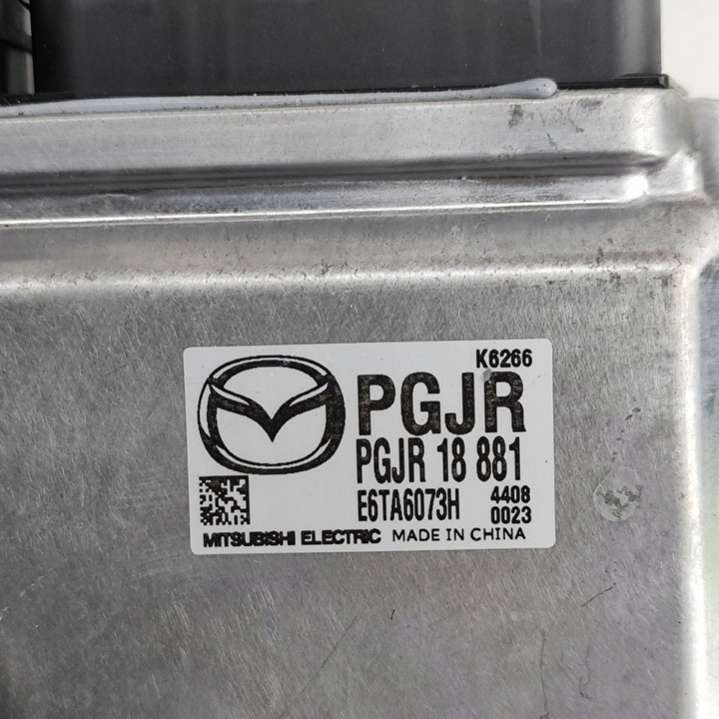 K6266
PGJR
PGJR 18 881
E6TA6073H 4408
0023
MITSUBISHI ELECTRIC MADE IN CHINA